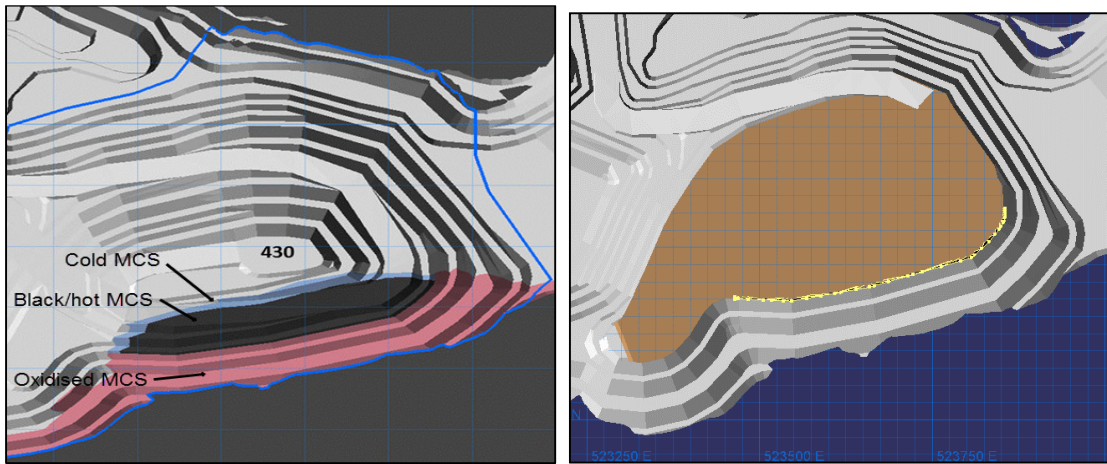 430
Cold MCS
Black/hot MCS
Oxidised MCS
523250 E
523500 E
523750 E